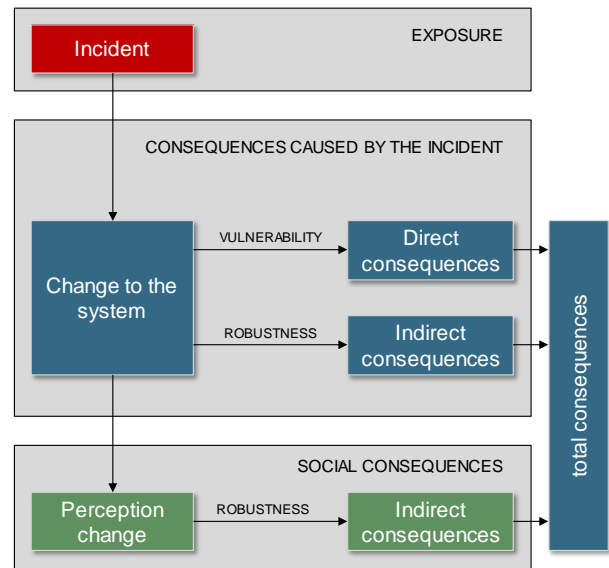 EXPOSURE
Incident
CONSEQUENCES CAUSED BY THE INCIDENT
Change to the
system
VULNERABILITY
Direct
consequences
ROBUSTNESS
Indirect
consequences
total consequences
SOCIAL CONSEQUENCES
Perception
change
ROBUSTNESS
Indirect
consequences